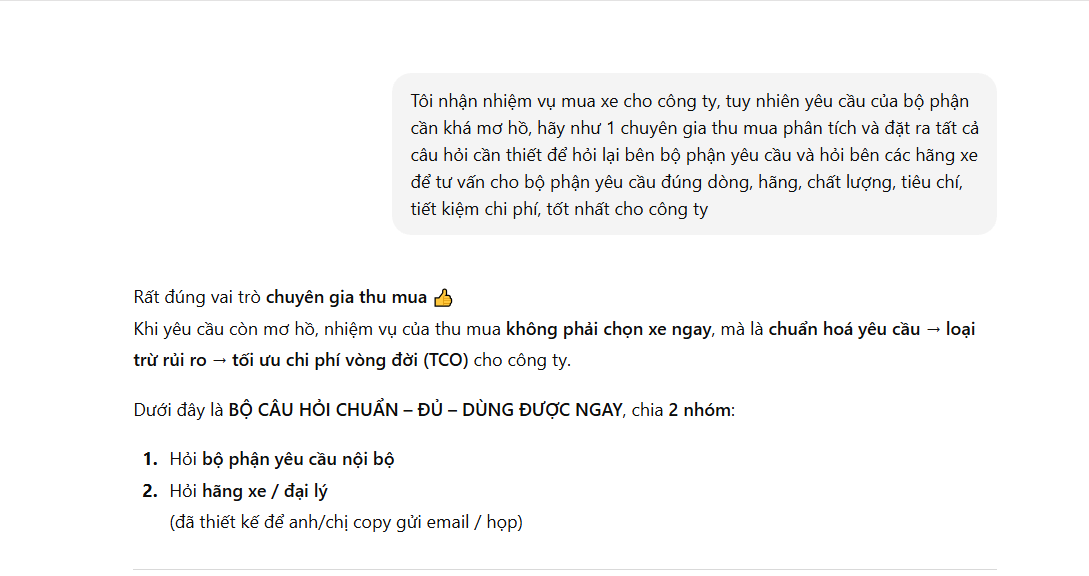 Tôi nhận nhiệm vụ mua xe cho công ty, tuy nhiên yêu cầu của bộ phận
cần khá mơ hồ, hãy như 1 chuyên gia thu mua phân tích và đặt ra tất cả
câu hỏi cần thiết để hỏi lại bên bộ phận yêu cầu và hỏi bên các hãng xe
để tư vấn cho bộ phận yêu cầu đúng dòng, hãng, chất lượng, tiêu chí,
tiết kiệm chi phí, tốt nhất cho công ty
Rất đúng vai trò chuyên gia thu mua 👍
Khi yêu cầu còn mơ hồ, nhiệm vụ của thu mua không phải chọn xe ngay, mà là chuẩn hoá yêu cầu → loại
trừ rủi ro → tối ưu chi phí vòng đời (TCO) cho công ty.
Dưới đây là BỘ CÂU HỎI CHUẨN – ĐỦ – DÙNG ĐƯỢC NGAY, chia 2 nhóm:
1. Hỏi bộ phận yêu cầu nội bộ
2. Hỏi hãng xe / đại lý
(đã thiết kế để anh/chị copy gửi email / họp)